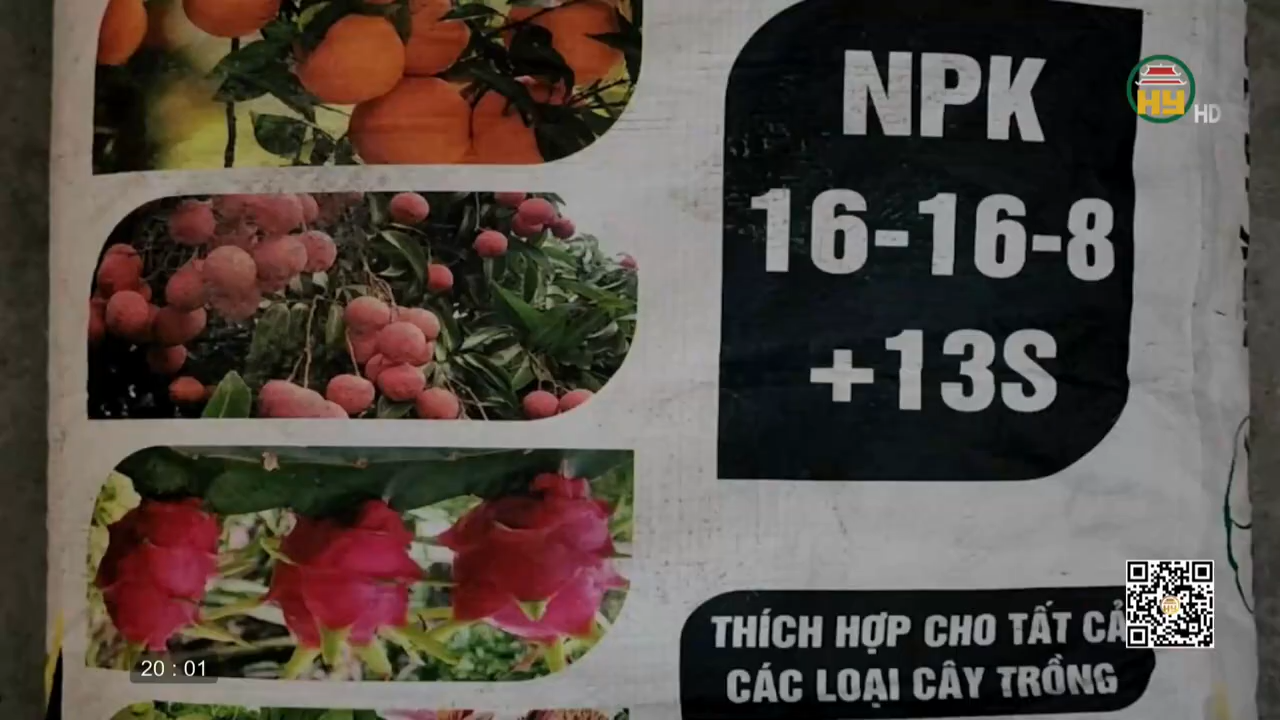 NPK
16-16-8
+13S
HY HD
THÍCH HỢP CHO TẤT CẢ
CÁC LOẠI CÂY TRỒNG
20 : 01